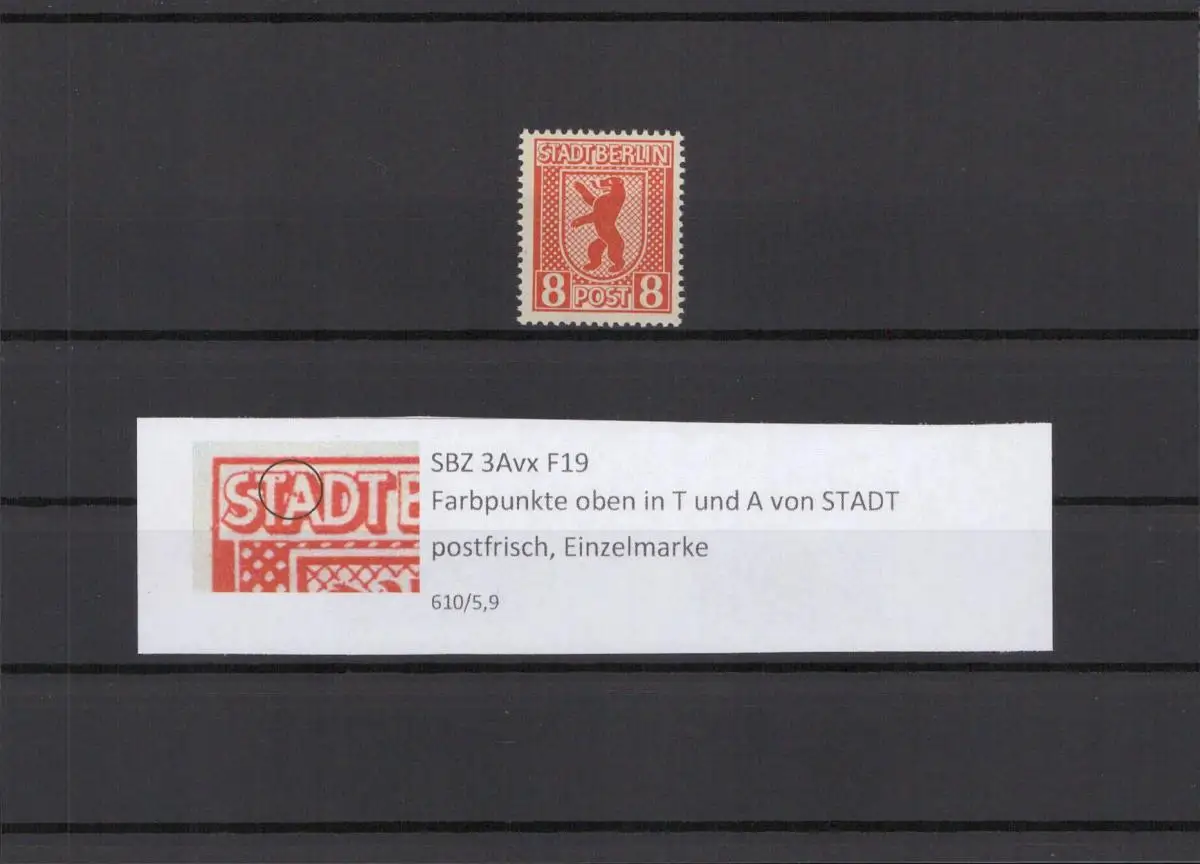 STADT BERLIN
8 POST 8
STADT B
SBZ 3Avx F19
Farbpunkte oben in T und A von STADT
postfrisch, Einzelmarke
610/5,9